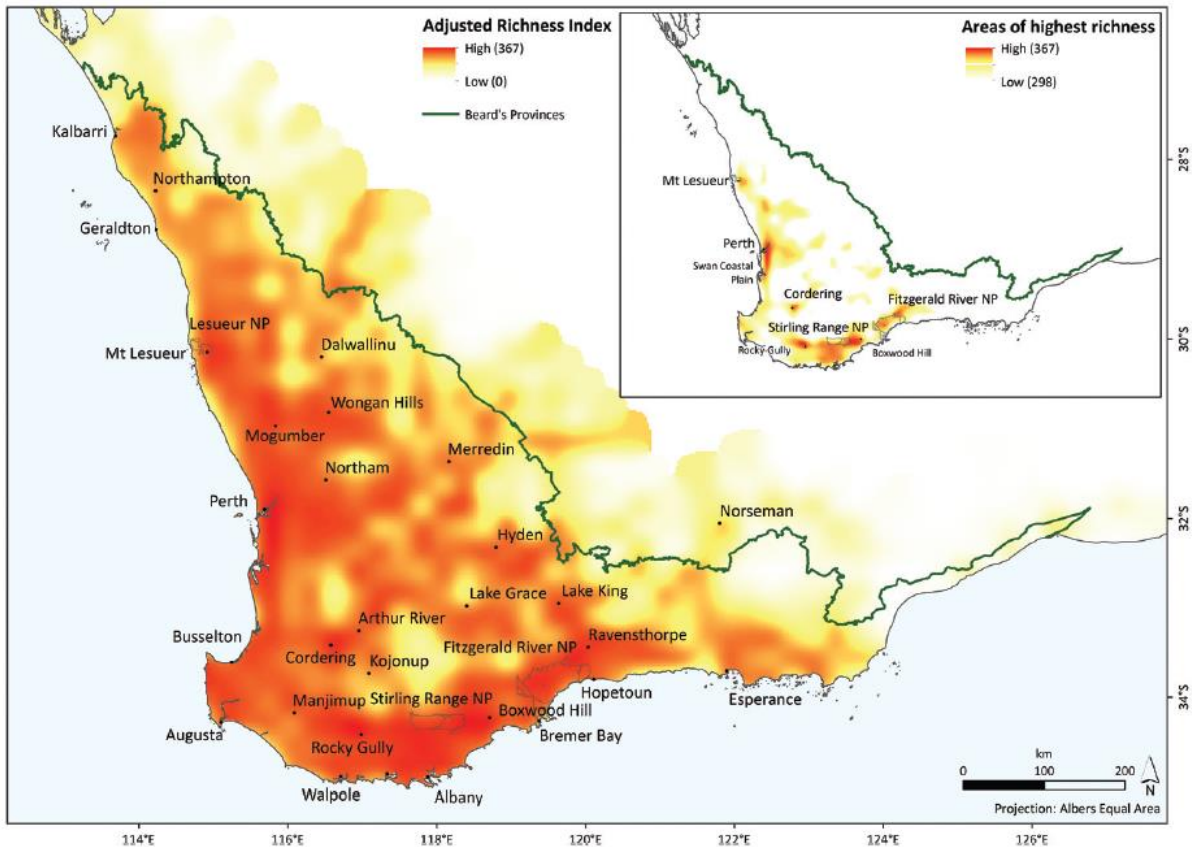 Adjusted Richness Index
High (367)
Low (0)
Beard's Provinces
Areas of highest richness
High (367)
Low (298)
Mt Lesueur
Perth
Swan Coastal
Plain
Cordering
Fitzgerald River NP
Stirling Range NP
Rocky Gully
Boxwood Hill
Kalbarri
Northampton
Geraldton
Lesueur NP
Mt Lesueur
Dalwallinu
Wongan Hills
Mogumber
Merredin
Northam
Perth
Norseman
Hyden
Lake Grace
Lake King
Arthur River
Busselton
Fitzgerald River NP
Ravensthorpe
Cordering
Kojonup
Hopetoun
Esperance
Manjimup
Stirling Range NP
Boxwood Hill
Augusta
Bremer Bay
Rocky Gully
Walpole
Albany
28°S
30°S
32°S
34°S
km
0 100 200
N
Projection: Albers Equal Area
114°E 116°E 118°E 120°E 122°E 124°E 126°E